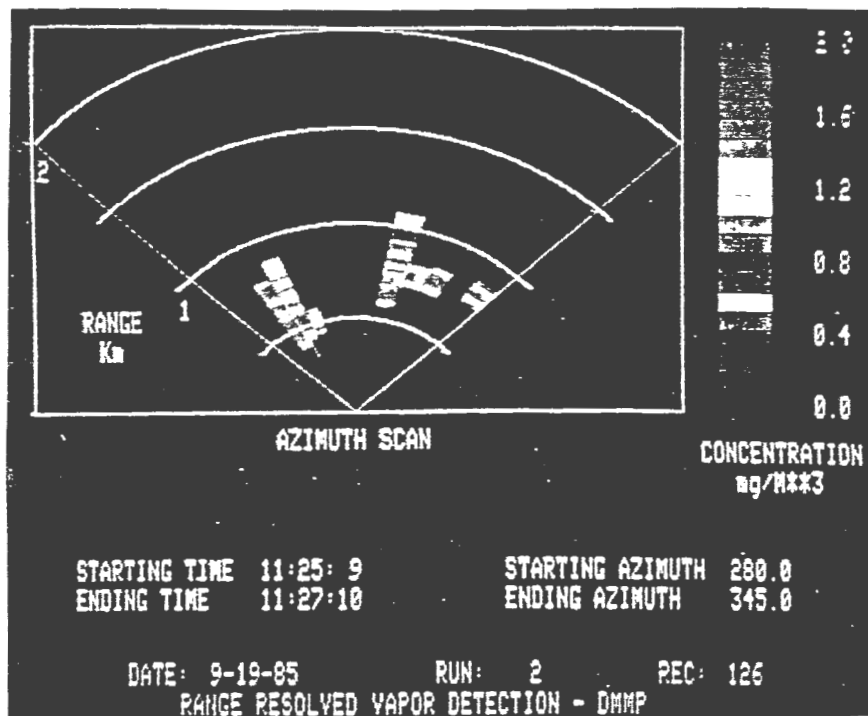 2.0
1.6
1.2
0.8
0.4
0.0
2
1
RANGE
Km
AZIMUTH SCAN
CONCENTRATION
mg/M**3
STARTING TIME 11:25: 9
ENDING TIME 11:27:10
STARTING AZIMUTH 280.0
ENDING AZIMUTH 345.0
DATE: 9-19-85 RUN: 2 REC: 126
RANGE RESOLVED VAPOR DETECTION - DMMP